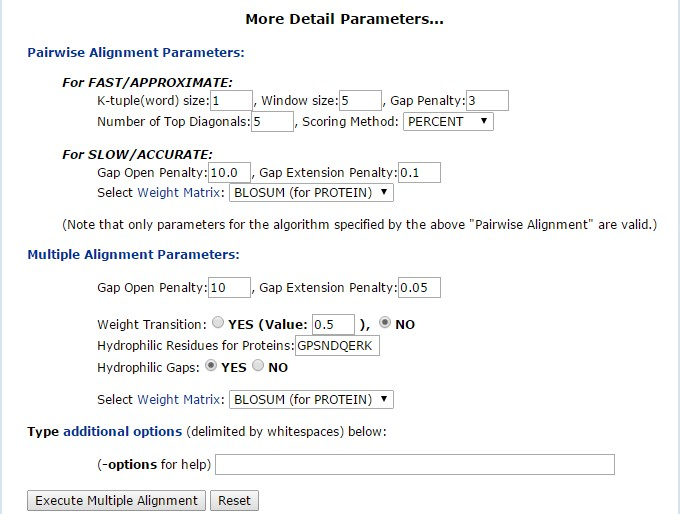 More Detail Parameters...
Pairwise Alignment Parameters:
For FAST/APPROXIMATE:
K-tuple(word) size: 1 , Window size: 5 , Gap Penalty: 3
Number of Top Diagonals: 5 , Scoring Method: PERCENT
For SLOW/ACCURATE:
Gap Open Penalty: 10.0 , Gap Extension Penalty: 0.1
Select Weight Matrix: BLOSUM (for PROTEIN)
(Note that only parameters for the algorithm specified by the above "Pairwise Alignment" are valid.)
Multiple Alignment Parameters:
Gap Open Penalty: 10 , Gap Extension Penalty: 0.05
Weight Transition: YES (Value: 0.5 ), NO
Hydrophilic Residues for Proteins: GPSNDQERK
Hydrophilic Gaps: YES NO
Select Weight Matrix: BLOSUM (for PROTEIN)
Type additional options (delimited by whitespaces) below:
(-options for help)
Execute Multiple Alignment Reset